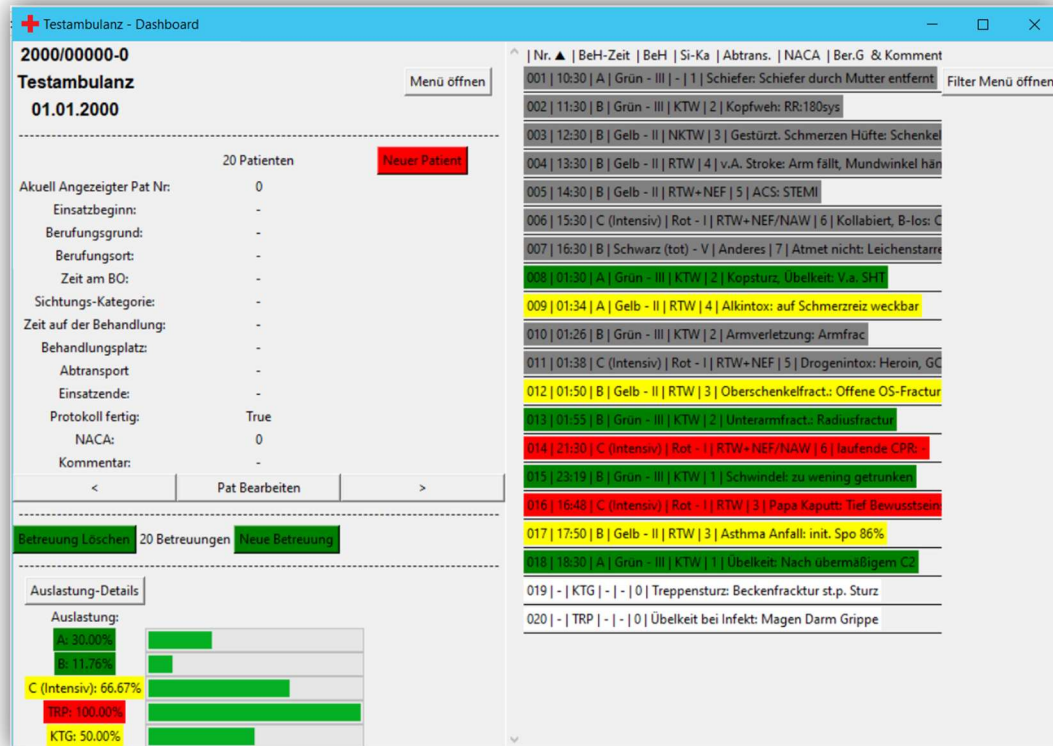 Testambulanz - Dashboard
2000/00000-0
Testambulanz
Menü öffnen
01.01.2000
20 Patienten
Neuer Patient
Akuell Angezeigter Pat Nr: 0
Einsatzbeginn: -
Berufungsgrund: -
Berufungsort: -
Zeit am BO: -
Sichtungs-Kategorie: -
Zeit auf der Behandlung: -
Behandlungsplatz: -
Abtransport -
Einsatzende: -
Protokoll fertig: True
NACA: 0
Kommentar: -
< Pat Bearbeiten >
Betreuung Löschen 20 Betreuungen Neue Betreuung
Auslastung-Details
Auslastung:
A: 30.00%
B: 11.76%
C (Intensiv): 66.67%
TRP: 100.00%
KTG: 50.00%
|Nr. ▲ |BeH-Zeit |BeH |Si-Ka |Abtrans. |NACA |Ber.G & Komment
Filter Menü öffnen
001 | 10:30 | A | Grün - III | - | 1 | Schiefer: Schiefer durch Mutter entfernt
002 | 11:30 | B | Grün - III | KTW | 2 | Kopfweh: RR:180sys
003 | 12:30 | B | Gelb - II | NKTW | 3 | Gestürzt. Schmerzen Hüfte: Schenkel
004 | 13:30 | B | Gelb - II | RTW | 4 | v.A. Stroke: Arm fällt, Mundwinkel hän
005 | 14:30 | B | Gelb - II | RTW+NEF | 5 | ACS: STEMI
006 | 15:30 | C (Intensiv) | Rot - I | RTW+NEF/NAW | 6 | Kollabiert, B-los: C
007 | 16:30 | B | Schwarz (tot) - V | Anderes | 7 | Atmet nicht: Leichenstarre
008 | 01:30 | A | Grün - III | KTW | 2 | Kopsturz, Übelkeit: V.a. SHT
009 | 01:34 | A | Gelb - II | RTW | 4 | Alkintox: auf Schmerzreiz weckbar
010 | 01:26 | B | Grün - III | KTW | 2 | Armverletzung: Armfrac
011 | 01:38 | C (Intensiv) | Rot - I | RTW+NEF | 5 | Drogenintox: Heroin, GC
012 | 01:50 | B | Gelb - II | RTW | 3 | Oberschenkelfract.: Offene OS-Fractur
013 | 01:55 | B | Grün - III | KTW | 2 | Unterarmfract.: Radiusfractur
014 | 21:30 | C (Intensiv) | Rot - I | RTW+NEF/NAW | 6 | laufende CPR: -
015 | 23:19 | B | Grün - III | KTW | 1 | Schwindel: zu wening getrunken
016 | 16:48 | C (Intensiv) | Rot - I | RTW | 3 | Papa Kaputt: Tief Bewusstsein
017 | 17:50 | B | Gelb - II | RTW | 3 | Asthma Anfall: init. Spo 86%
018 | 18:30 | A | Grün - III | KTW | 1 | Übelkeit: Nach übermäßigem C2
019 | - | KTG | - | - | 0 | Treppensturz: Beckenfracktur st.p. Sturz
020 | - | TRP | - | - | 0 | Übelkeit bei Infekt: Magen Darm Grippe